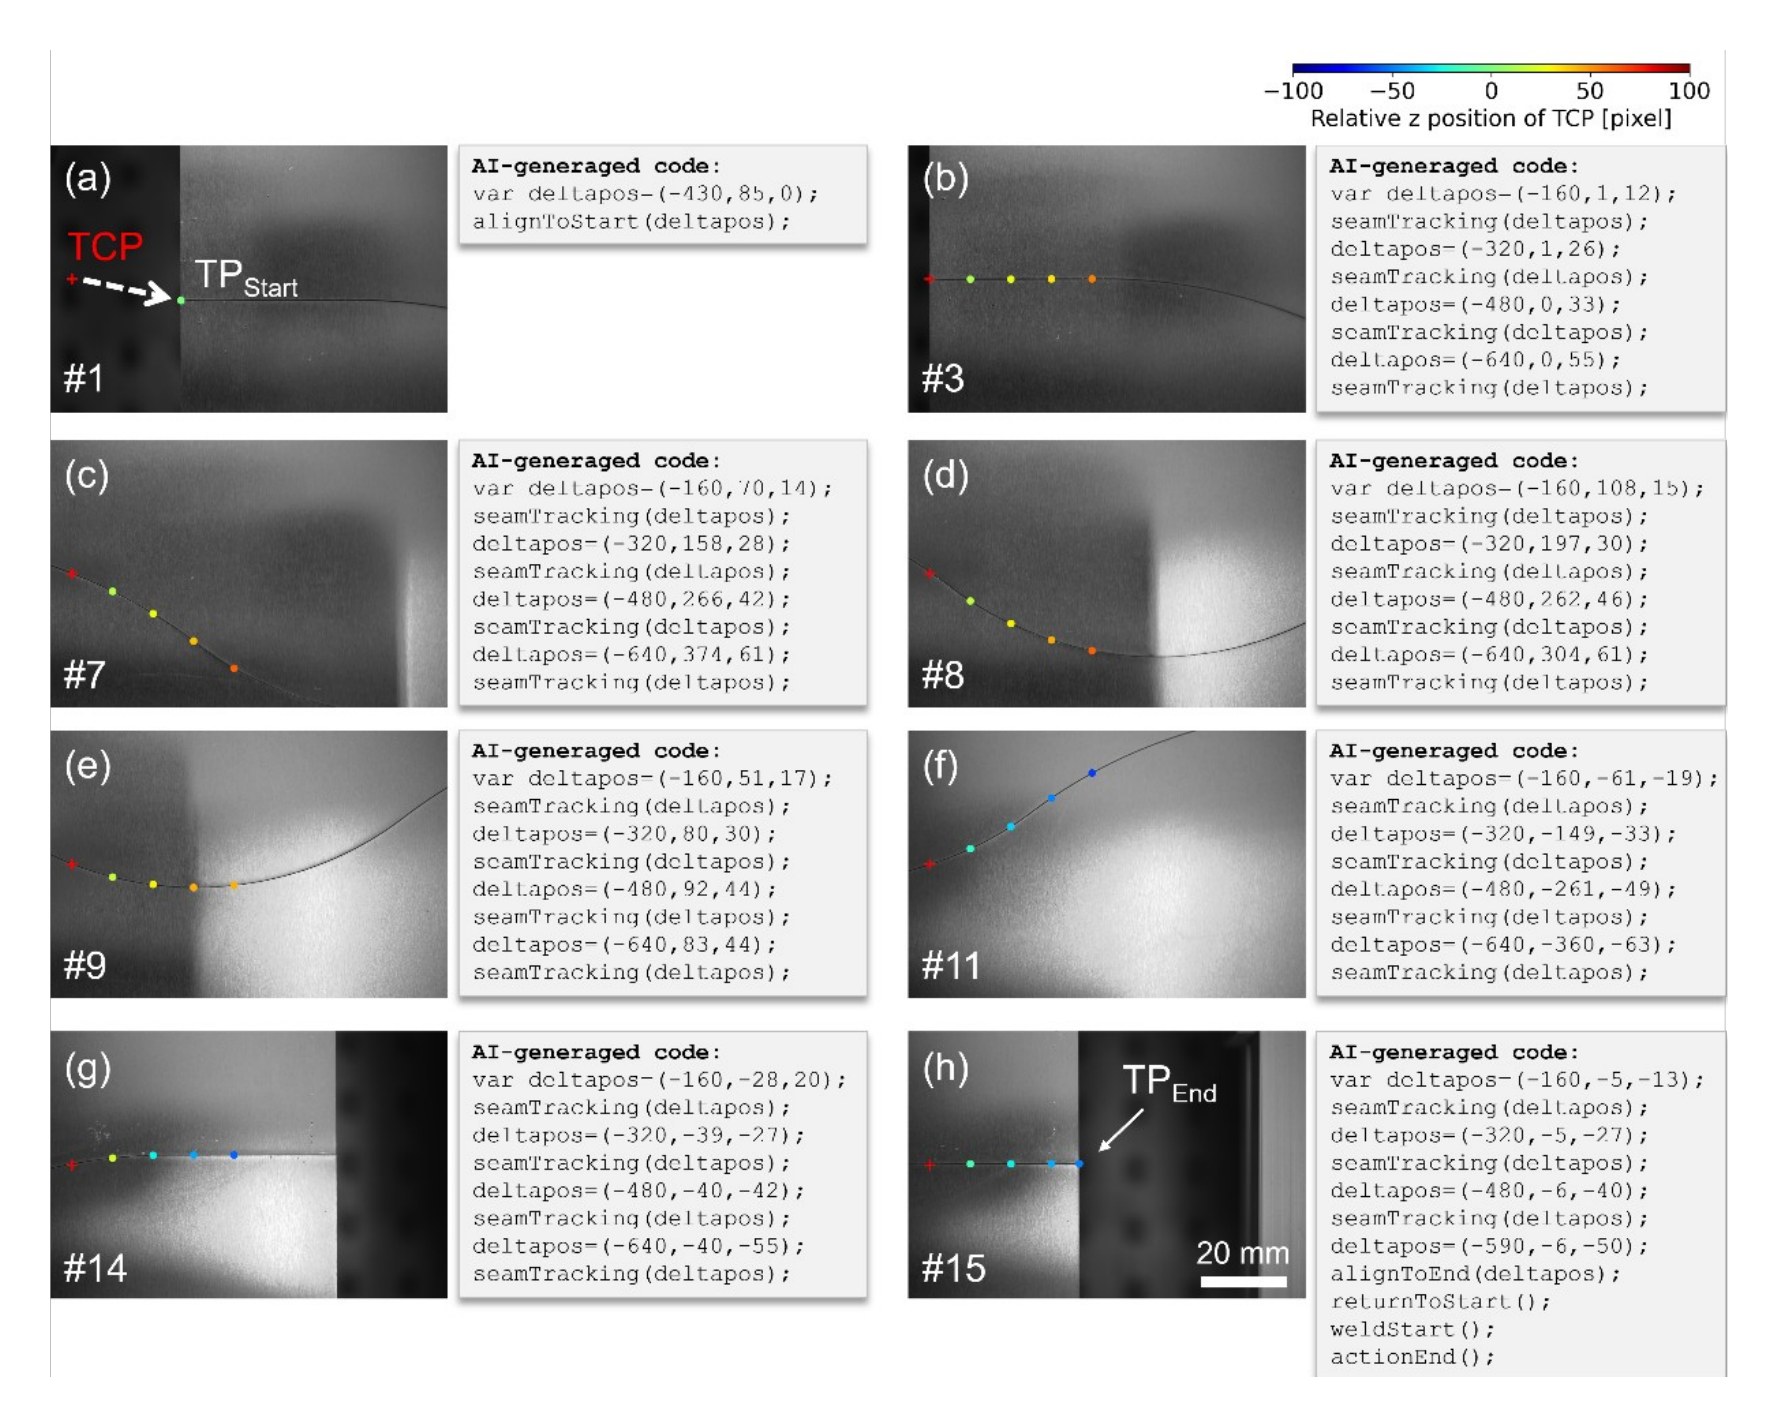 −100 −50 0 50 100
Relative z position of TCP [pixel]
(a)
TCP
TPStart
#1
AI-generaged code:
var deltapos=(-430,85,0);
alignToStart(deltapos);
(b)
#3
AI-generaged code:
var deltapos=(-160,1,12);
seamTracking(deltapos);
deltapos=(-320,1,26);
seamTracking(deltapos);
deltapos=(-480,0,33);
seamTracking(deltapos);
deltapos=(-640,0,55);
seamTracking(deltapos);
(c)
#7
AI-generaged code:
var deltapos=(-160,70,14);
seamTracking(deltapos);
deltapos=(-320,158,28);
seamTracking(deltapos);
deltapos=(-480,266,42);
seamTracking(deltapos);
deltapos=(-640,374,61);
seamTracking(deltapos);
(d)
#8
AI-generaged code:
var deltapos=(-160,108,15);
seamTracking(deltapos);
deltapos=(-320,197,30);
seamTracking(deltapos);
deltapos=(-480,262,46);
seamTracking(deltapos);
deltapos=(-640,304,61);
seamTracking(deltapos);
(e)
#9
AI-generaged code:
var deltapos=(-160,51,17);
seamTracking(deltapos);
deltapos=(-320,80,30);
seamTracking(deltapos);
deltapos=(-480,92,44);
seamTracking(deltapos);
deltapos=(-640,83,44);
seamTracking(deltapos);
(f)
#11
AI-generaged code:
var deltapos=(-160,-61,-19);
seamTracking(deltapos);
deltapos=(-320,-149,-33);
seamTracking(deltapos);
deltapos=(-480,-261,-49);
seamTracking(deltapos);
deltapos=(-640,-360,-63);
seamTracking(deltapos);
(g)
#14
AI-generaged code:
var deltapos=(-160,-28,20);
seamTracking(deltapos);
deltapos=(-320,-39,-27);
seamTracking(deltapos);
deltapos=(-480,-40,-42);
seamTracking(deltapos);
deltapos=(-640,-40,-55);
seamTracking(deltapos);
(h)
TPEnd
20 mm
#15
AI-generaged code:
var deltapos=(-160,-5,-13);
seamTracking(deltapos);
deltapos=(-320,-5,-27);
seamTracking(deltapos);
deltapos=(-480,-6,-40);
seamTracking(deltapos);
deltapos=(-590,-6,-50);
alignToEnd(deltapos);
returnToStart();
weldStart();
actionEnd();